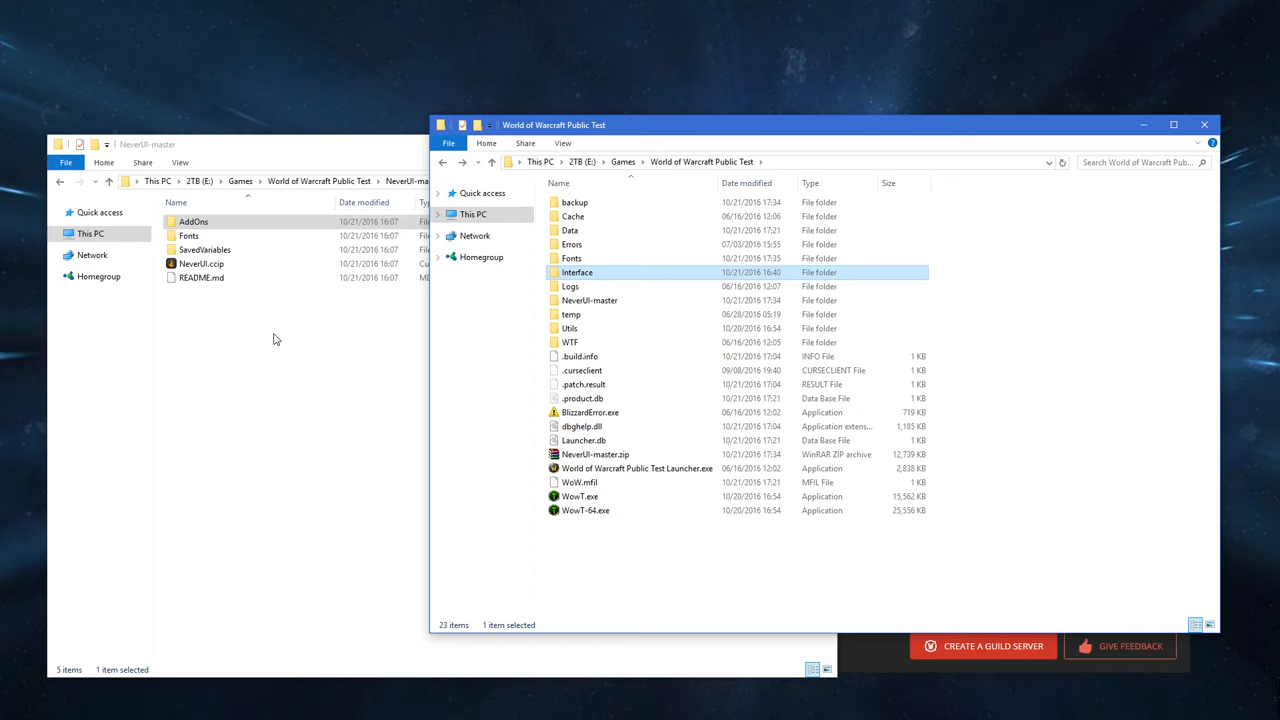 NeverUI-master
File Home Share View
This PC 2TB (E:) Games World of Warcraft Public Test NeverUI-ma
Name Date modified Ty
Quick access
This PC
Network
Homegroup
AddOns 10/21/2016 16:07 File
Fonts 10/21/2016 16:07 File
SavedVariables 10/21/2016 16:07 File
NeverUI.ccip 10/21/2016 16:07 Cu
README.md 10/21/2016 16:07 MD
5 items 1 item selected
World of Warcraft Public Test
File Home Share View
This PC 2TB (E:) Games World of Warcraft Public Test
Search World of Warcraft Pub...
Name Date modified Type Size
Quick access
This PC
Network
Homegroup
backup 10/21/2016 17:34 File folder
Cache 06/16/2016 12:06 File folder
Data 10/21/2016 17:21 File folder
Errors 07/03/2016 15:55 File folder
Fonts 10/21/2016 17:35 File folder
Interface 10/21/2016 16:40 File folder
Logs 06/16/2016 12:07 File folder
NeverUI-master 10/21/2016 17:34 File folder
temp 06/28/2016 05:19 File folder
Utils 10/20/2016 16:54 File folder
WTF 06/16/2016 12:05 File folder
.build.info 10/21/2016 17:04 INFO File 1 KB
.curseclient 09/08/2016 19:40 CURSECLIENT File 1 KB
.patch.result 10/21/2016 17:04 RESULT File 1 KB
.product.db 10/21/2016 17:21 Data Base File 1 KB
BlizzardError.exe 06/16/2016 12:02 Application 719 KB
dbghelp.dll 10/21/2016 17:04 Application extens... 1,185 KB
Launcher.db 10/21/2016 17:21 Data Base File 1 KB
NeverUI-master.zip 10/21/2016 17:34 WinRAR ZIP archive 12,739 KB
World of Warcraft Public Test Launcher.exe 06/16/2016 12:02 Application 2,838 KB
WoW.mfil 10/21/2016 17:21 MFIL File 1 KB
WowT.exe 10/20/2016 16:54 Application 15,562 KB
WowT-64.exe 10/20/2016 16:54 Application 25,556 KB
23 items 1 item selected
CREATE A GUILD SERVER GIVE FEEDBACK